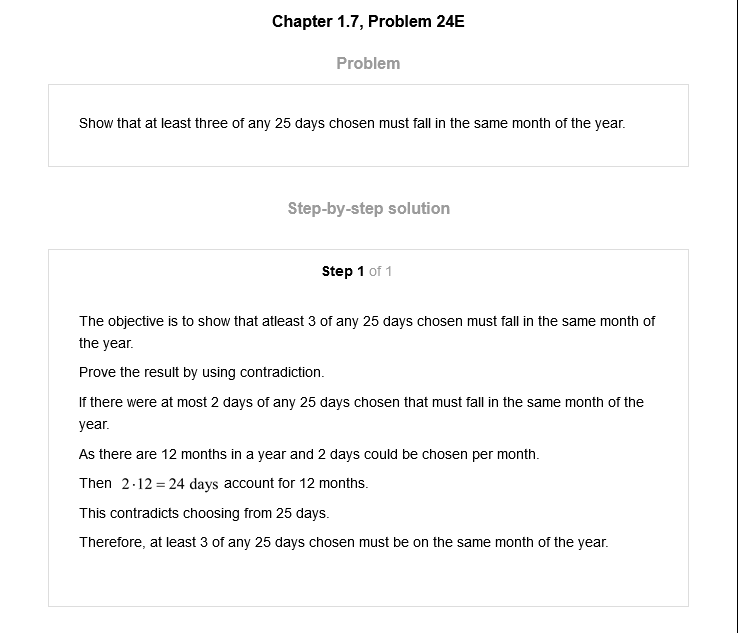 Chapter 1.7, Problem 24E
Problem
Show that at least three of any 25 days chosen must fall in the same month of the year.
Step-by-step solution
Step 1 of 1
The objective is to show that atleast 3 of any 25 days chosen must fall in the same month of
the year.
Prove the result by using contradiction.
If there were at most 2 days of any 25 days chosen that must fall in the same month of the
year.
As there are 12 months in a year and 2 days could be chosen per month.
Then 2·12 = 24 days account for 12 months.
This contradicts choosing from 25 days.
Therefore, at least 3 of any 25 days chosen must be on the same month of the year.